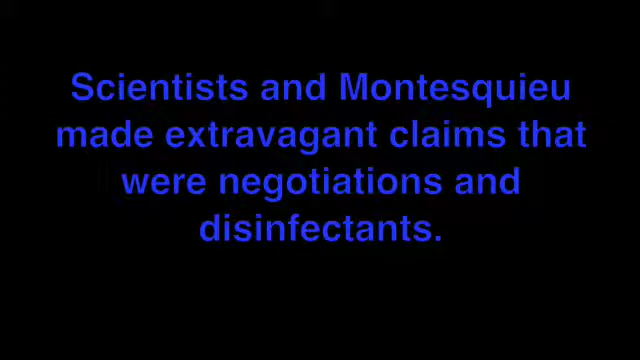 Scientists and Montesquieu
made extravagant claims that
were negotiations and
disinfectants.